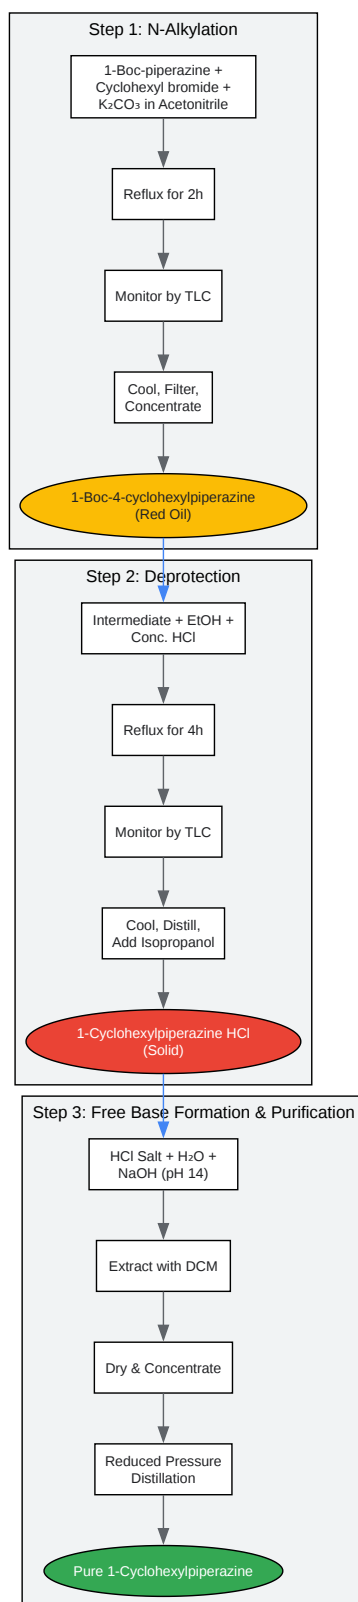 Step 1: N-Alkylation
1-Boc-piperazine +
Cyclohexyl bromide +
K₂CO₃ in Acetonitrile
Reflux for 2h
Monitor by TLC
Cool, Filter,
Concentrate
1-Boc-4-cyclohexylpiperazine
(Red Oil)
Step 2: Deprotection
Intermediate + EtOH +
Conc. HCl
Reflux for 4h
Monitor by TLC
Cool, Distill,
Add Isopropanol
1-Cyclohexylpiperazine HCl
(Solid)
Step 3: Free Base Formation & Purification
HCl Salt + H₂O +
NaOH (pH 14)
Extract with DCM
Dry & Concentrate
Reduced Pressure
Distillation
Pure 1-Cyclohexylpiperazine